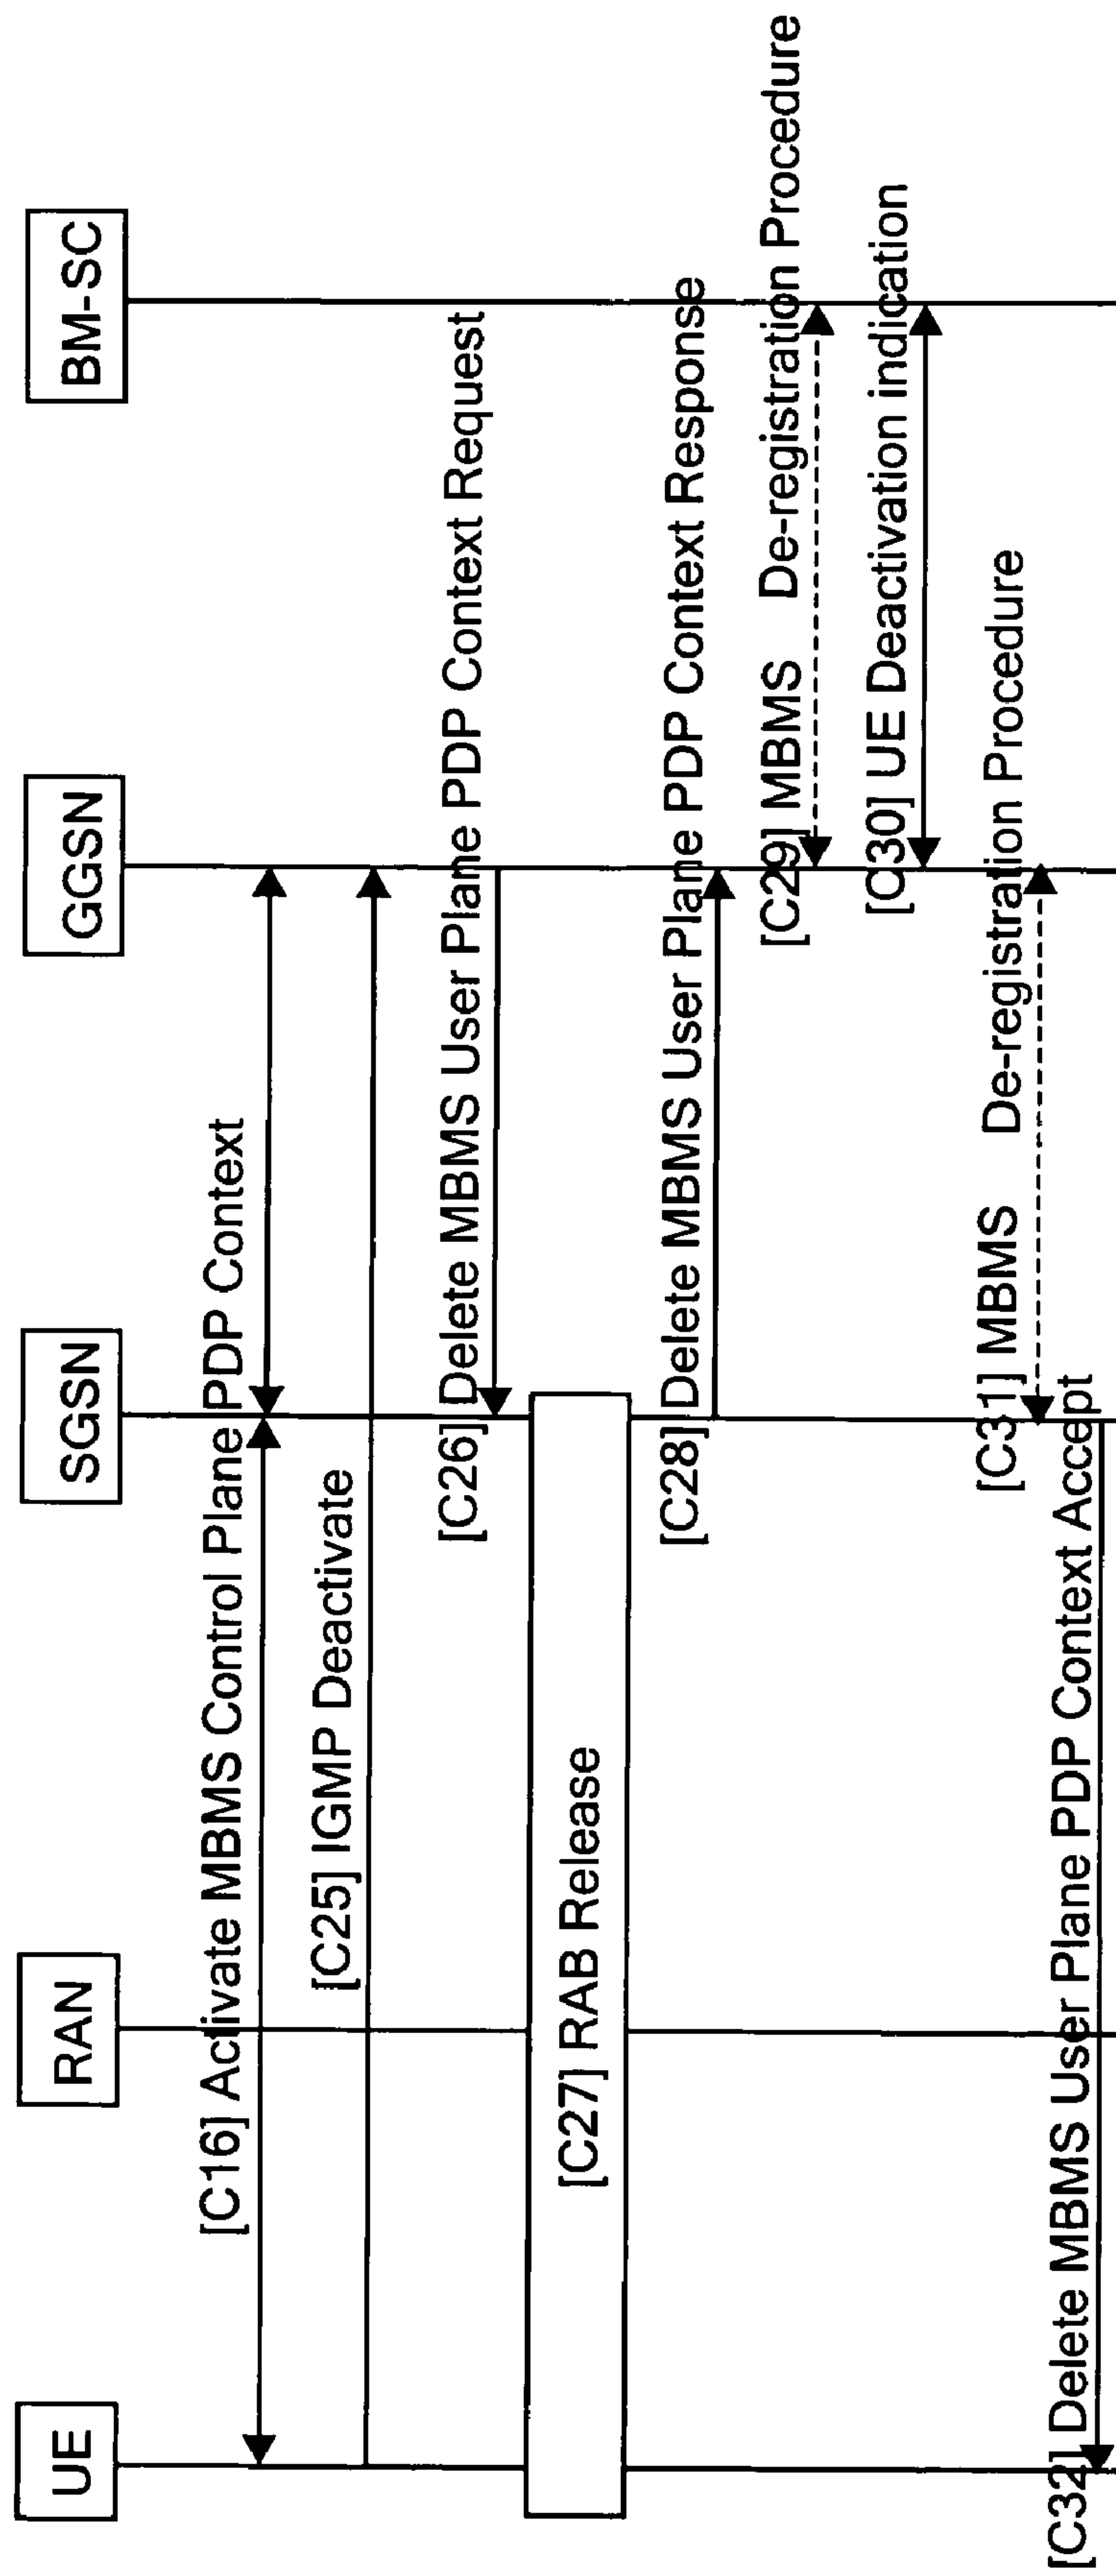 UE
RAN
SGSN
GGSN
BM-SC
[C16] Activate MBMS Control Plane PDP Context
[C25] IGMP Deactivate
[C26] Delete MBMS User Plane PDP Context Request
[C27] RAB Release
[C28] Delete MBMS User Plane PDP Context Response
[C29] MBMS De-registration Procedure
[C30] UE Deactivation indication
[C31] MBMS De-registration Procedure
[C32] Delete MBMS User Plane PDP Context Accept